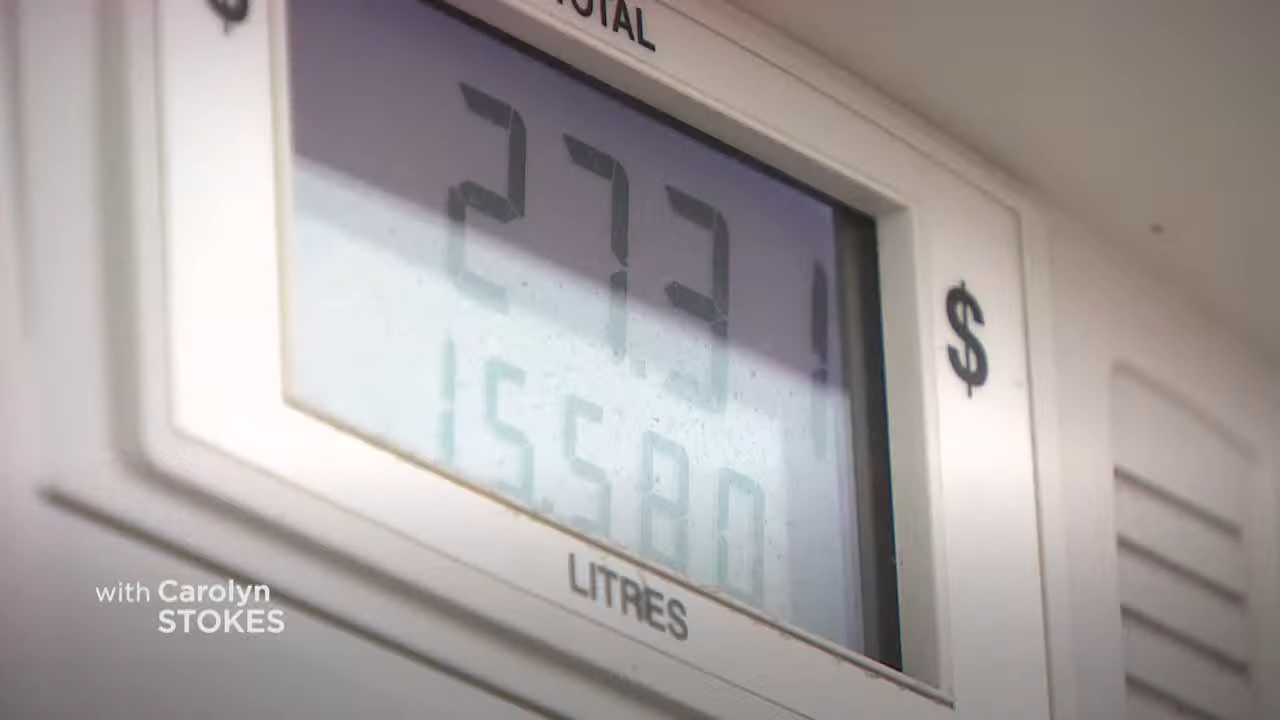 $
TOTAL
27.31
$
15.580
LITRES
with Carolyn
STOKES